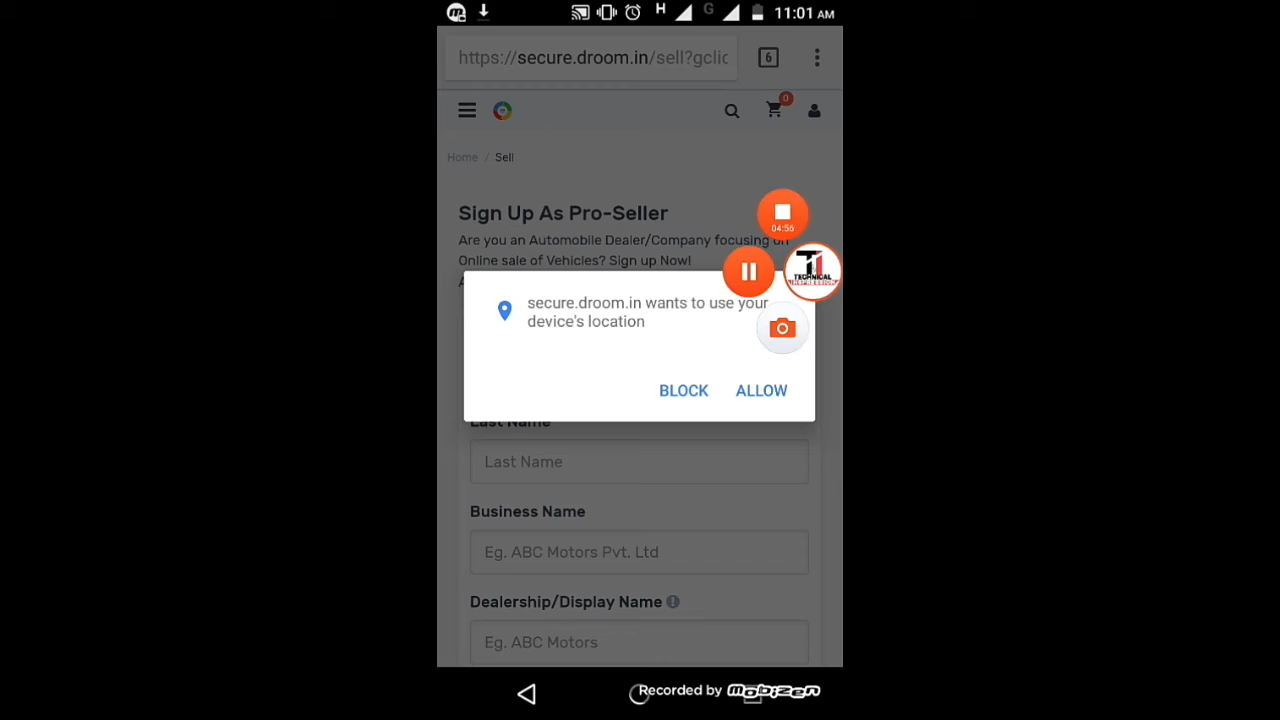 H G 11:01 AM
https://secure.droom.in/sell?gclic
6
0
Home / Sell
Sign Up As Pro-Seller
Are you an Automobile Dealer/Company focusing on
Online sale of Vehicles? Sign up Now!
04:56
TECHNICAL
secure.droom.in wants to use your
device's location
BLOCK ALLOW
Last Name
Last Name
Business Name
Eg. ABC Motors Pvt. Ltd
Dealership/Display Name
Eg. ABC Motors
Recorded by mobizen